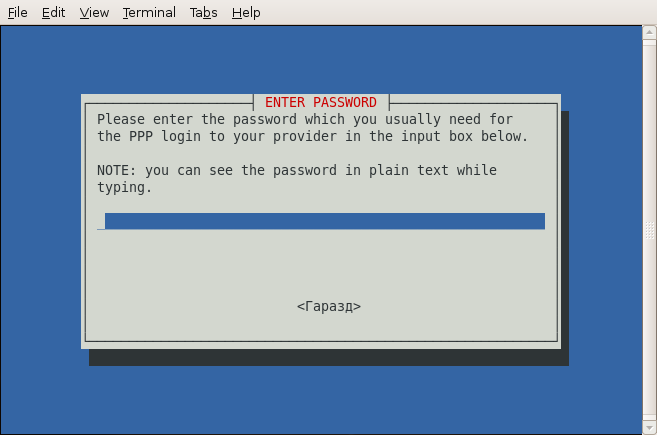 File Edit View Terminal Tabs Help
ENTER PASSWORD
Please enter the password which you usually need for
the PPP login to your provider in the input box below.
NOTE: you can see the password in plain text while
typing.
<Гаразд>